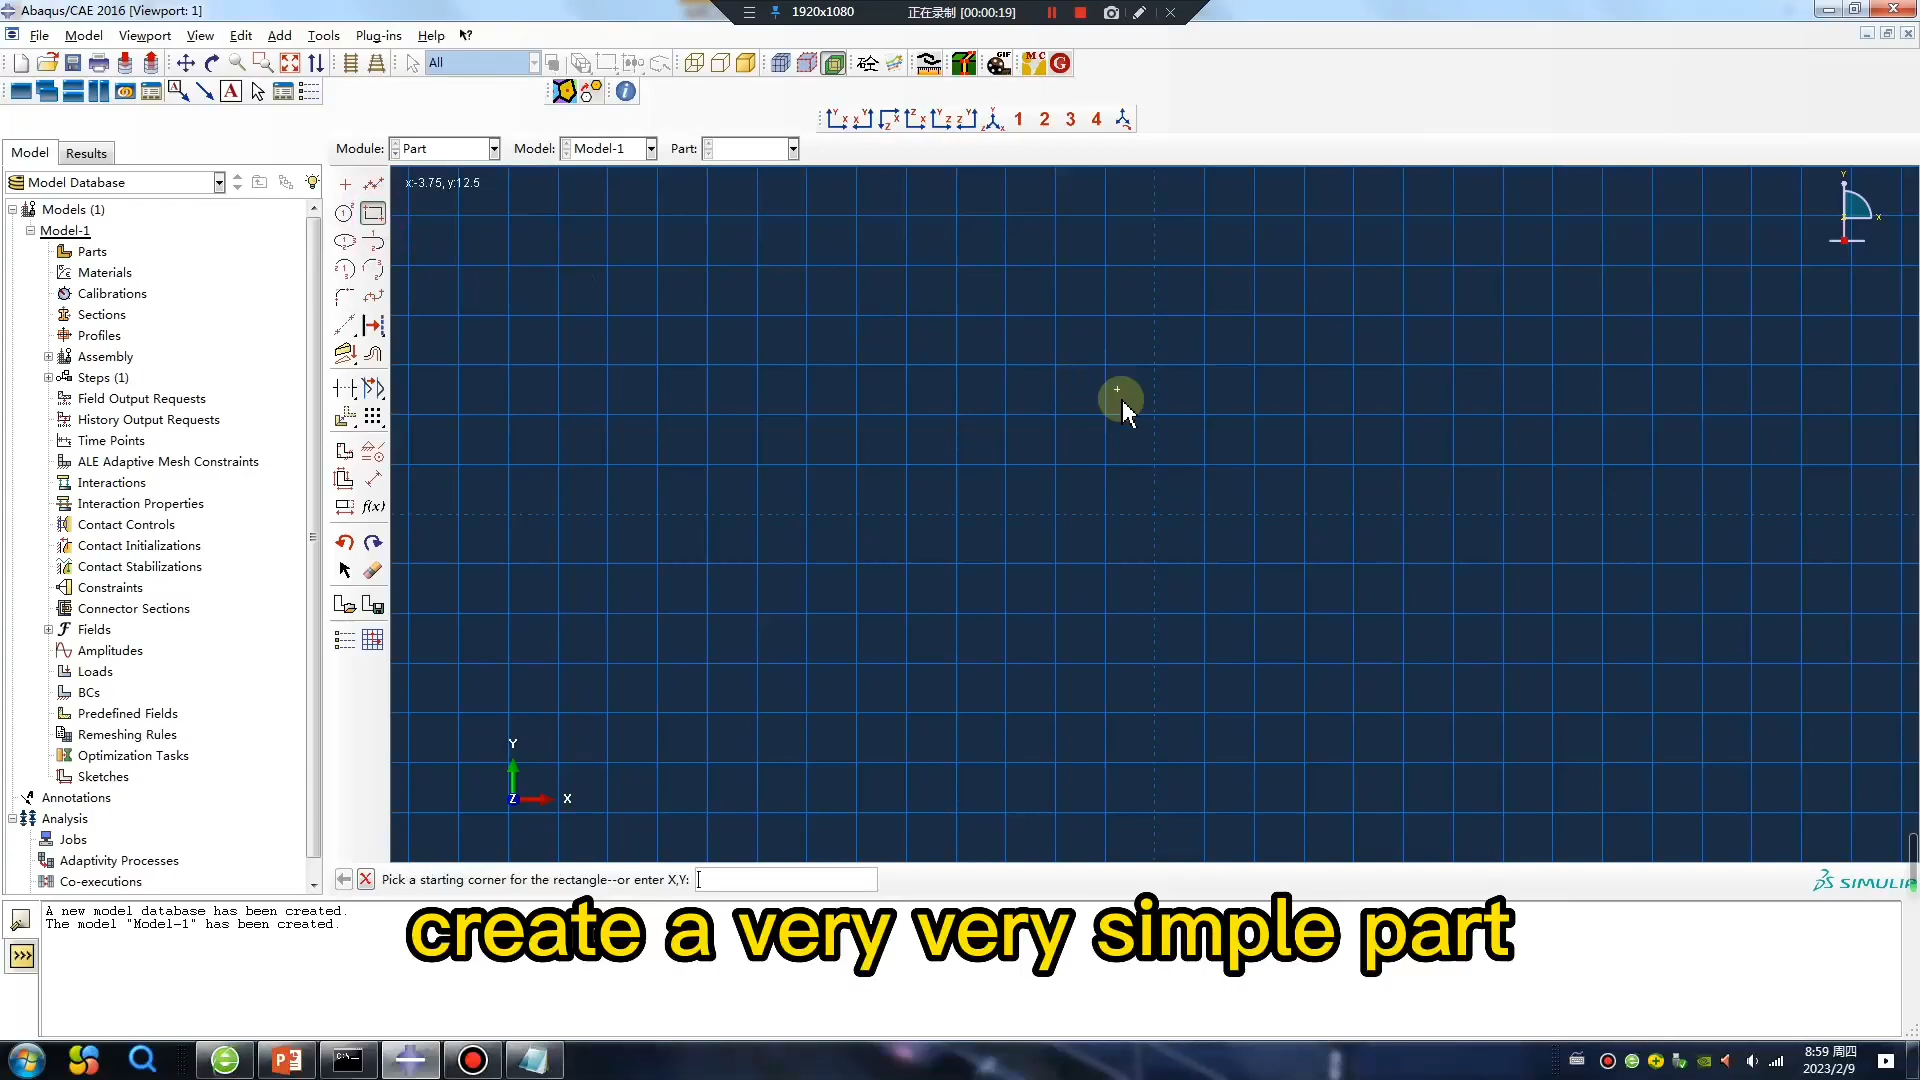 Abaqus/CAE 2016 [Viewport: 1]
1920x1080
正在录制 [00:00:19]
File Model Viewport View Edit Add Tools Plug-ins Help
All
A
1 2 3 4
Model Results
Module: Part Model: Model-1 Part:
Model Database
x:-3.75, y:12.5
Models (1)
Model-1
Parts
Materials
Calibrations
Sections
Profiles
Assembly
Steps (1)
Field Output Requests
History Output Requests
Time Points
ALE Adaptive Mesh Constraints
Interactions
Interaction Properties
Contact Controls
Contact Initializations
Contact Stabilizations
Constraints
Connector Sections
Fields
Amplitudes
Loads
BCs
Predefined Fields
Remeshing Rules
Optimization Tasks
Sketches
Annotations
Analysis
Jobs
Adaptivity Processes
Co-executions
f(x)
Y
Z
X
Y
X
Pick a starting corner for the rectangle--or enter X,Y:
SIMULIA
A new model database has been created.
The model "Model-1" has been created.
>>>
create a very very simple part
8:59 周四
2023/2/9